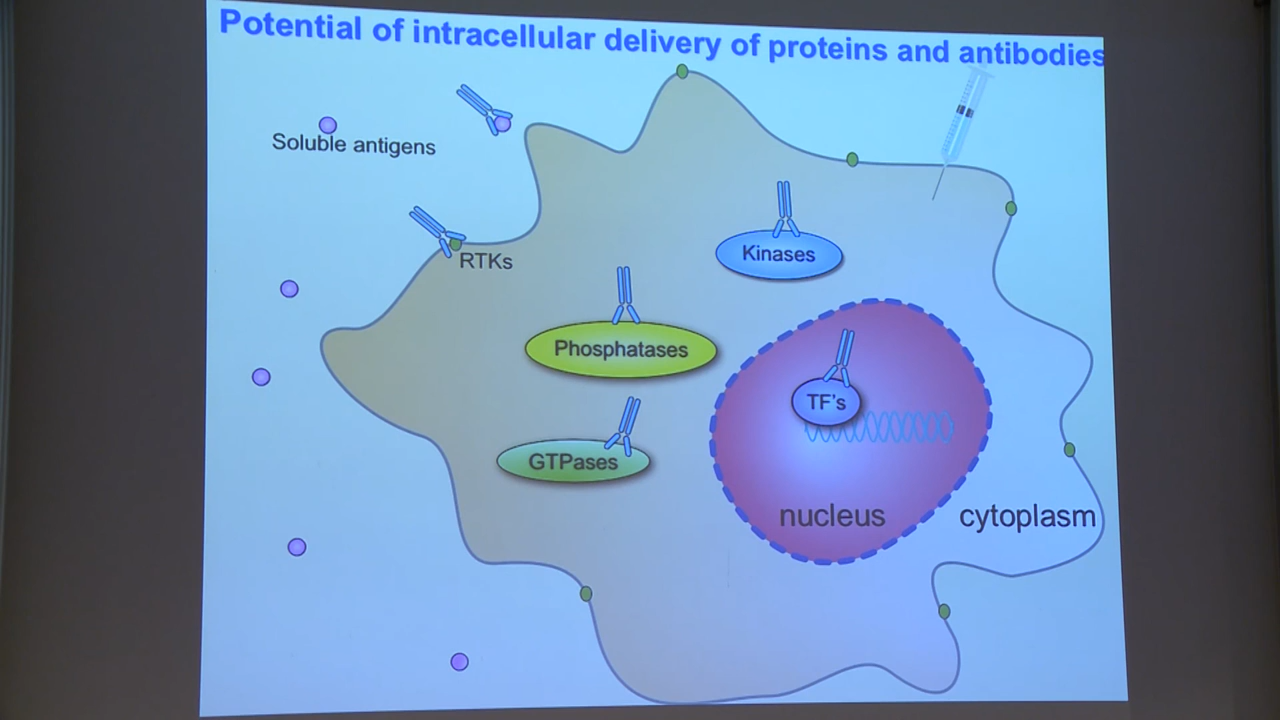 Potential of intracellular delivery of proteins and antibodies
Soluble antigens
RTKs
Kinases
Phosphatases
TF's
GTPases
nucleus
cytoplasm